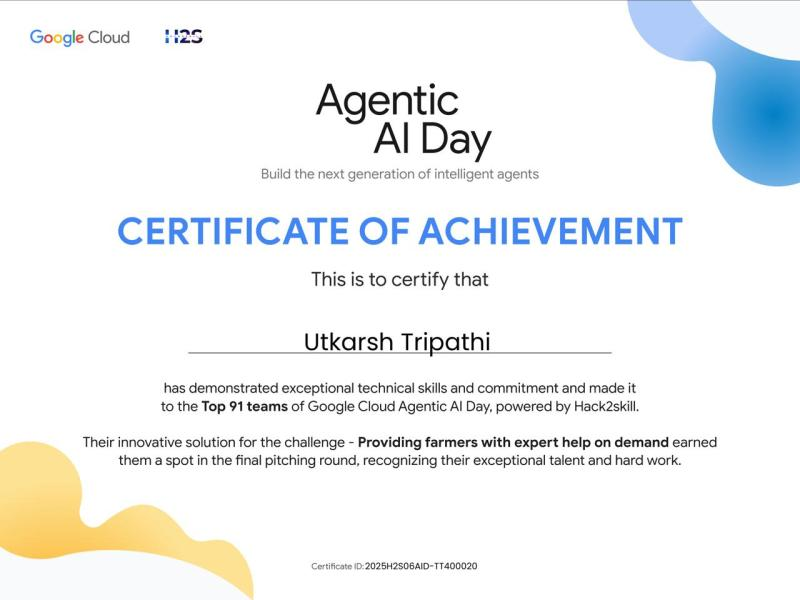 Google Cloud H2S
Agentic
AI Day
Build the next generation of intelligent agents
CERTIFICATE OF ACHIEVEMENT
This is to certify that
Utkarsh Tripathi
has demonstrated exceptional technical skills and commitment and made it
to the Top 91 teams of Google Cloud Agentic AI Day, powered by Hack2skill.
Their innovative solution for the challenge - Providing farmers with expert help on demand earned
them a spot in the final pitching round, recognizing their exceptional talent and hard work.
Certificate ID: 2025H2S06AID-TT400020